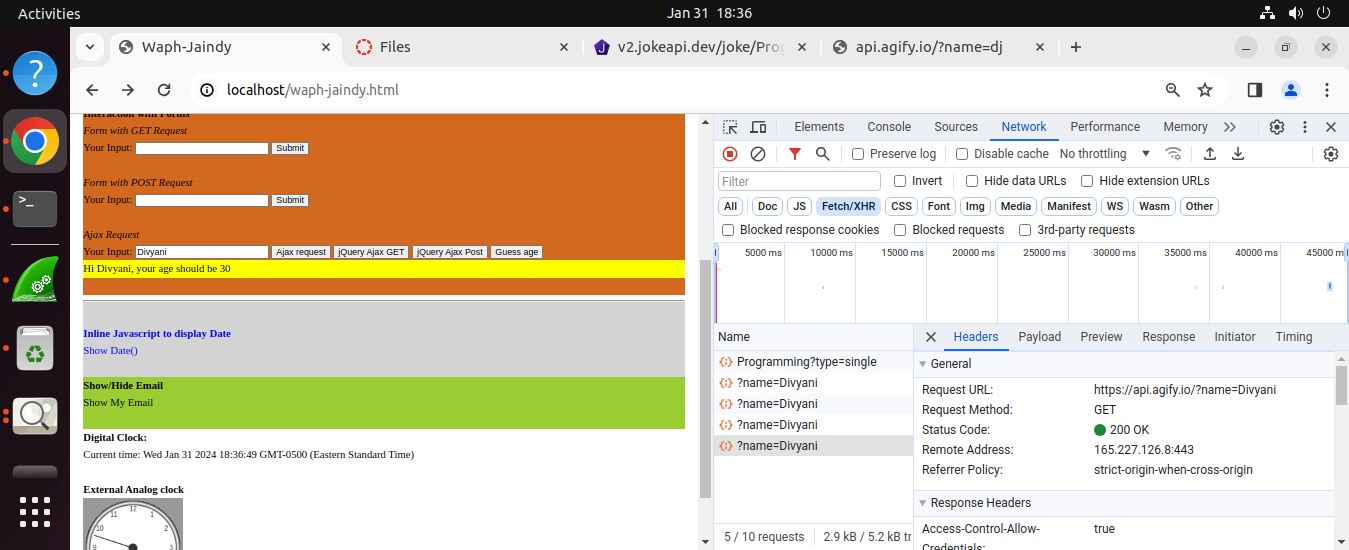 Activities
Jan 31 18:36
Waph-Jaindy
Files
v2.jokeapi.dev/joke/Prog
api.agify.io/?name=dj
localhost/waph-jaindy.html
Interaction with Forms
Form with GET Request
Your Input:
Submit
Form with POST Request
Your Input:
Submit
Ajax Request
Your Input: Divyani
Ajax request
jQuery Ajax GET
jQuery Ajax Post
Guess age
Hi Divyani, your age should be 30
Inline Javascript to display Date
Show Date()
Show/Hide Email
Show My Email
Digital Clock:
Current time: Wed Jan 31 2024 18:36:49 GMT-0500 (Eastern Standard Time)
External Analog clock
12
11
1
10
2
9
3
Elements
Console
Sources
Network
Performance
Memory
Preserve log
Disable cache
No throttling
Filter
Invert
Hide data URLs
Hide extension URLs
All
Doc
JS
Fetch/XHR
CSS
Font
Img
Media
Manifest
WS
Wasm
Other
Blocked response cookies
Blocked requests
3rd-party requests
5000 ms
10000 ms
15000 ms
20000 ms
25000 ms
30000 ms
35000 ms
40000 ms
45000 m
Name
Programming?type=single
?name=Divyani
?name=Divyani
?name=Divyani
?name=Divyani
5 / 10 requests
2.9 kB / 5.2 kB tr
Headers
Payload
Preview
Response
Initiator
Timing
General
Request URL: https://api.agify.io/?name=Divyani
Request Method: GET
Status Code: 200 OK
Remote Address: 165.227.126.8:443
Referrer Policy: strict-origin-when-cross-origin
Response Headers
Access-Control-Allow- true
Credentials: